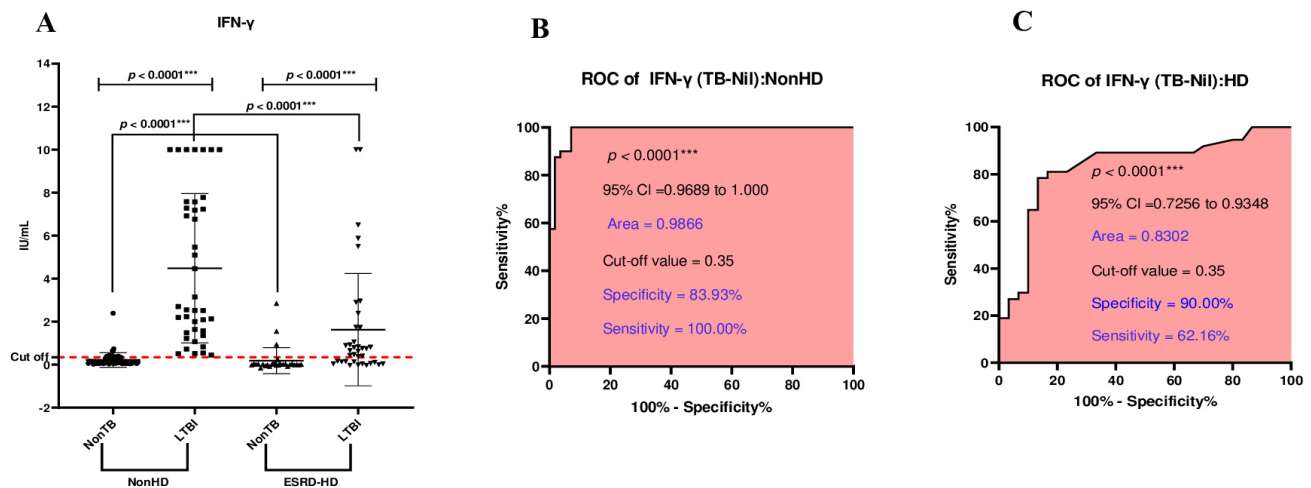 A
IFN-γ
p < 0.0001***
p < 0.0001***
p < 0.0001***
p < 0.0001***
IU/mL
14
12
10
8
6
4
2
Cut off
0
-2
NonTB
LTBI
NonTB
LTBI
NonHD
ESRD-HD
B
ROC of IFN-γ (TB-Nil):NonHD
Sensitivity%
100
80
60
40
20
0
p < 0.0001***
95% CI =0.9689 to 1.000
Area = 0.9866
Cut-off value = 0.35
Specificity = 83.93%
Sensitivity = 100.00%
0
20
40
60
80
100
100% - Specificity%
C
ROC of IFN-γ (TB-Nil):HD
Sensitivity%
100
80
60
40
20
0
p < 0.0001***
95% CI =0.7256 to 0.9348
Area = 0.8302
Cut-off value = 0.35
Specificity = 90.00%
Sensitivity = 62.16%
0
20
40
60
80
100
100% - Specificity%